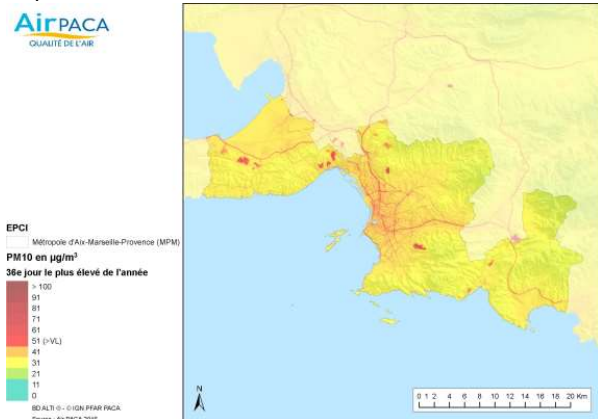 Air PACA
QUALITÉ DE L'AIR
EPCI
Métropole d'Aix-Marseille-Provence (MPM)
PM10 en µg/m³
36e jour le plus élevé de l'année
> 100
91
81
71
61
51 (>VL)
41
31
21
11
0
BD ALTI © - © IGN PFAR PACA
N
0 1 2 4 6 8 10 12 14 16 18 20 Km